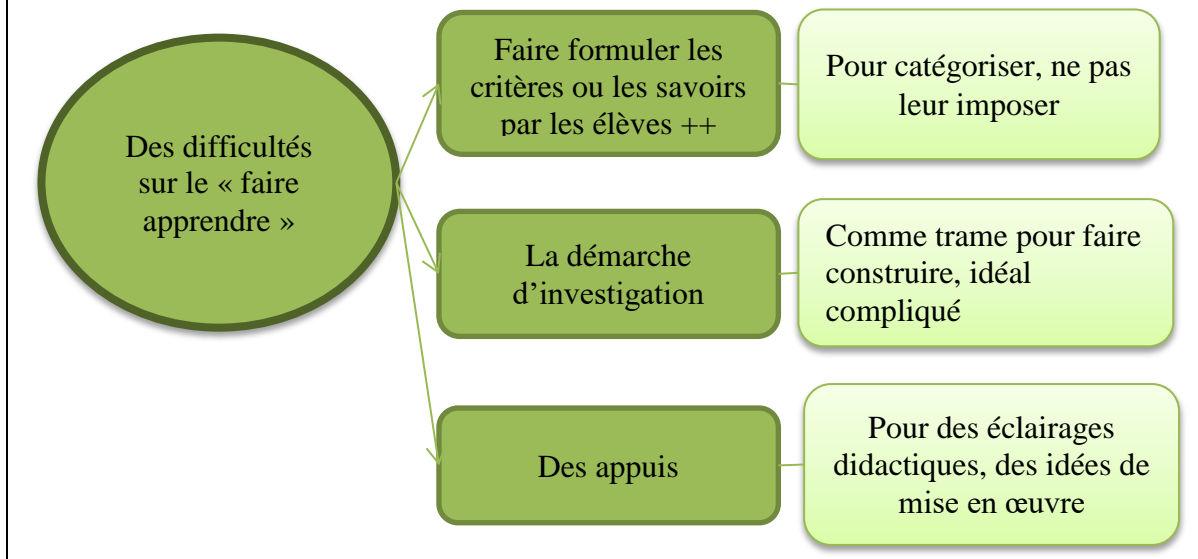 Des difficultés
sur le « faire
apprendre »
Faire formuler les
critères ou les savoirs
par les élèves ++
Pour catégoriser, ne pas
leur imposer
La démarche
d’investigation
Comme trame pour faire
construire, idéal
compliqué
Des appuis
Pour des éclairages
didactiques, des idées de
mise en œuvre